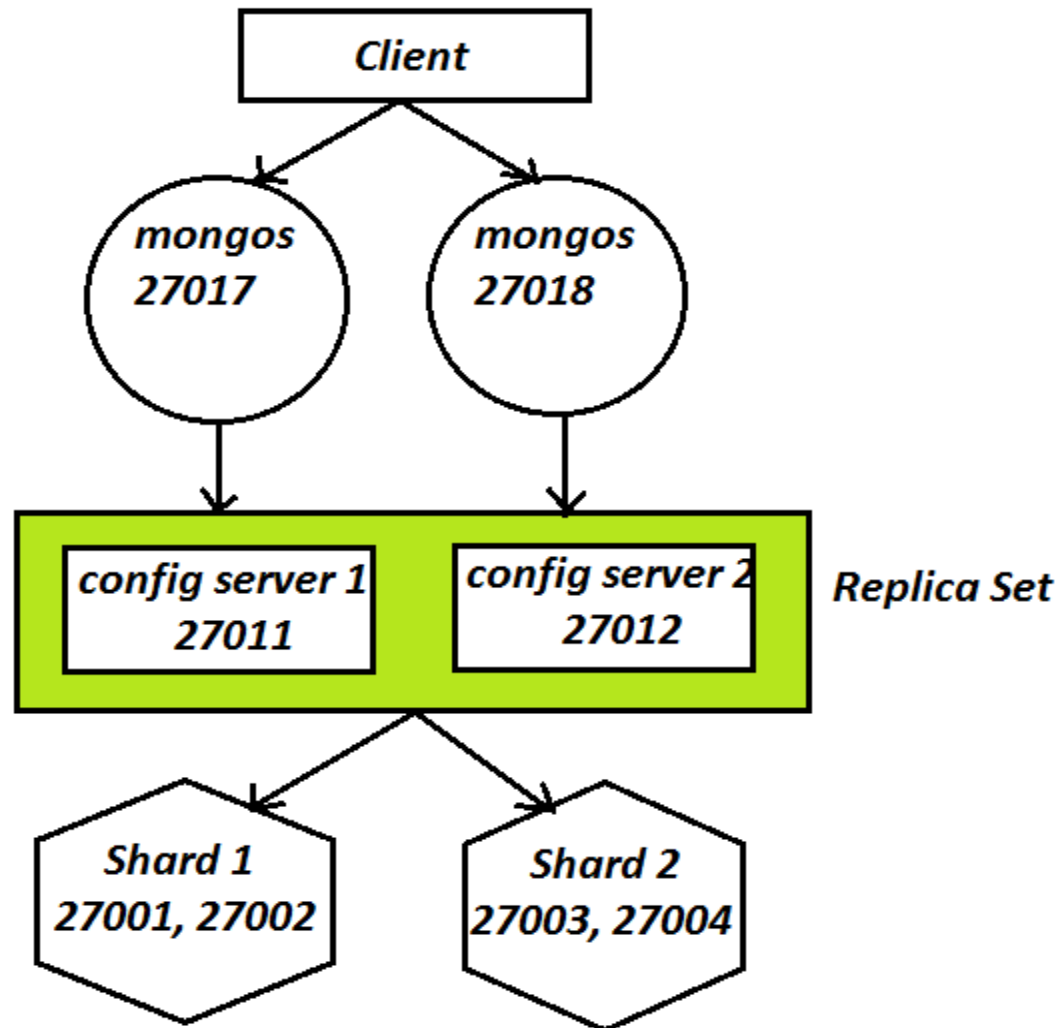 Client
mongos
27017
mongos
27018
config server 1
27011
config server 2
27012
Replica Set
Shard 1
27001, 27002
Shard 2
27003, 27004